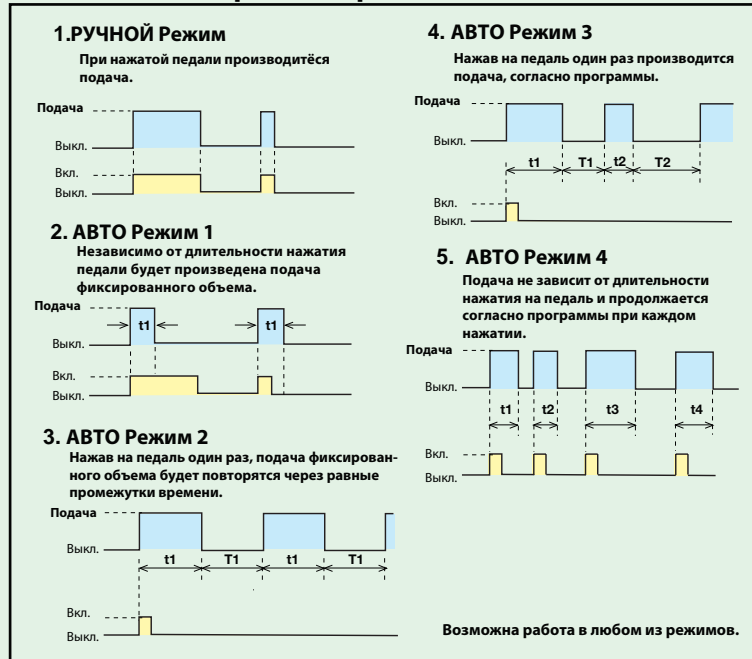 1.РУЧНОЙ Режим
При нажатой педали производитёся
подача.
Подача
Выкл.
Вкл.
Выкл.
2. АВТО Режим 1
Независимо от длительности нажатия
педали будет произведена подача
фиксированного объема.
Подача
t1
t1
Выкл.
Вкл.
Выкл.
3. АВТО Режим 2
Нажав на педаль один раз, подача фиксирован-
ного объема будет повторятся через равные
промежутки времени.
Подача
Выкл.
t1 T1 t1 T1
Вкл.
Выкл.
4. АВТО Режим 3
Нажав на педаль один раз производится
подача, согласно программы.
Подача
Выкл.
t1 T1 t2 T2
Вкл.
Выкл.
5. АВТО Режим 4
Подача не зависит от длительности
нажатия на педаль и продолжается
согласно программы при каждом
нажатии.
Подача
Выкл.
t1 t2 t3 t4
Вкл.
Выкл.
Возможна работа в любом из режимов.